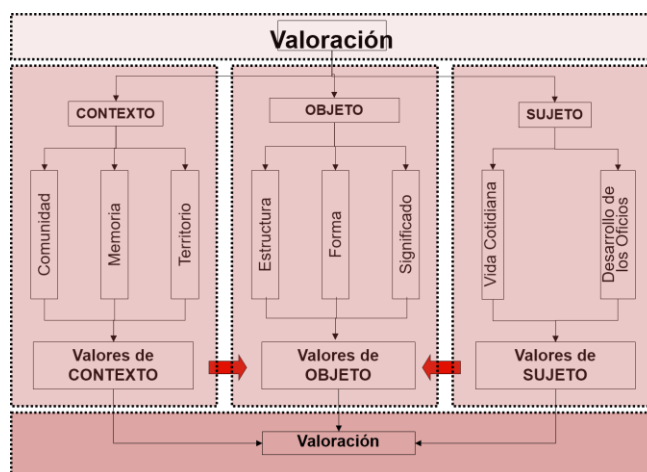 Valoración
CONTEXTO
OBJETO
SUJETO
Comunidad
Memoria
Territorio
Estructura
Forma
Significado
Vida Cotidiana
Desarrollo de
los Oficios
Valores de
CONTEXTO
Valores de
OBJETO
Valores de
SUJETO
Valoración